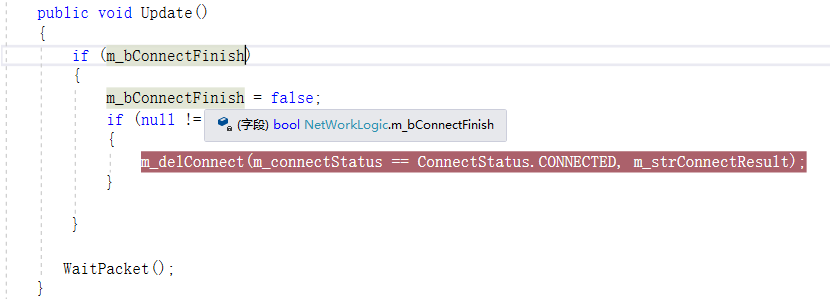 public void Update()
{
if (m_bConnectFinish)
{
m_bConnectFinish = false;
if (null !=
(字段) bool NetWorkLogic.m_bConnectFinish
{
m_delConnect(m_connectStatus == ConnectStatus.CONNECTED, m_strConnectResult);
}
}
WaitPacket();
}